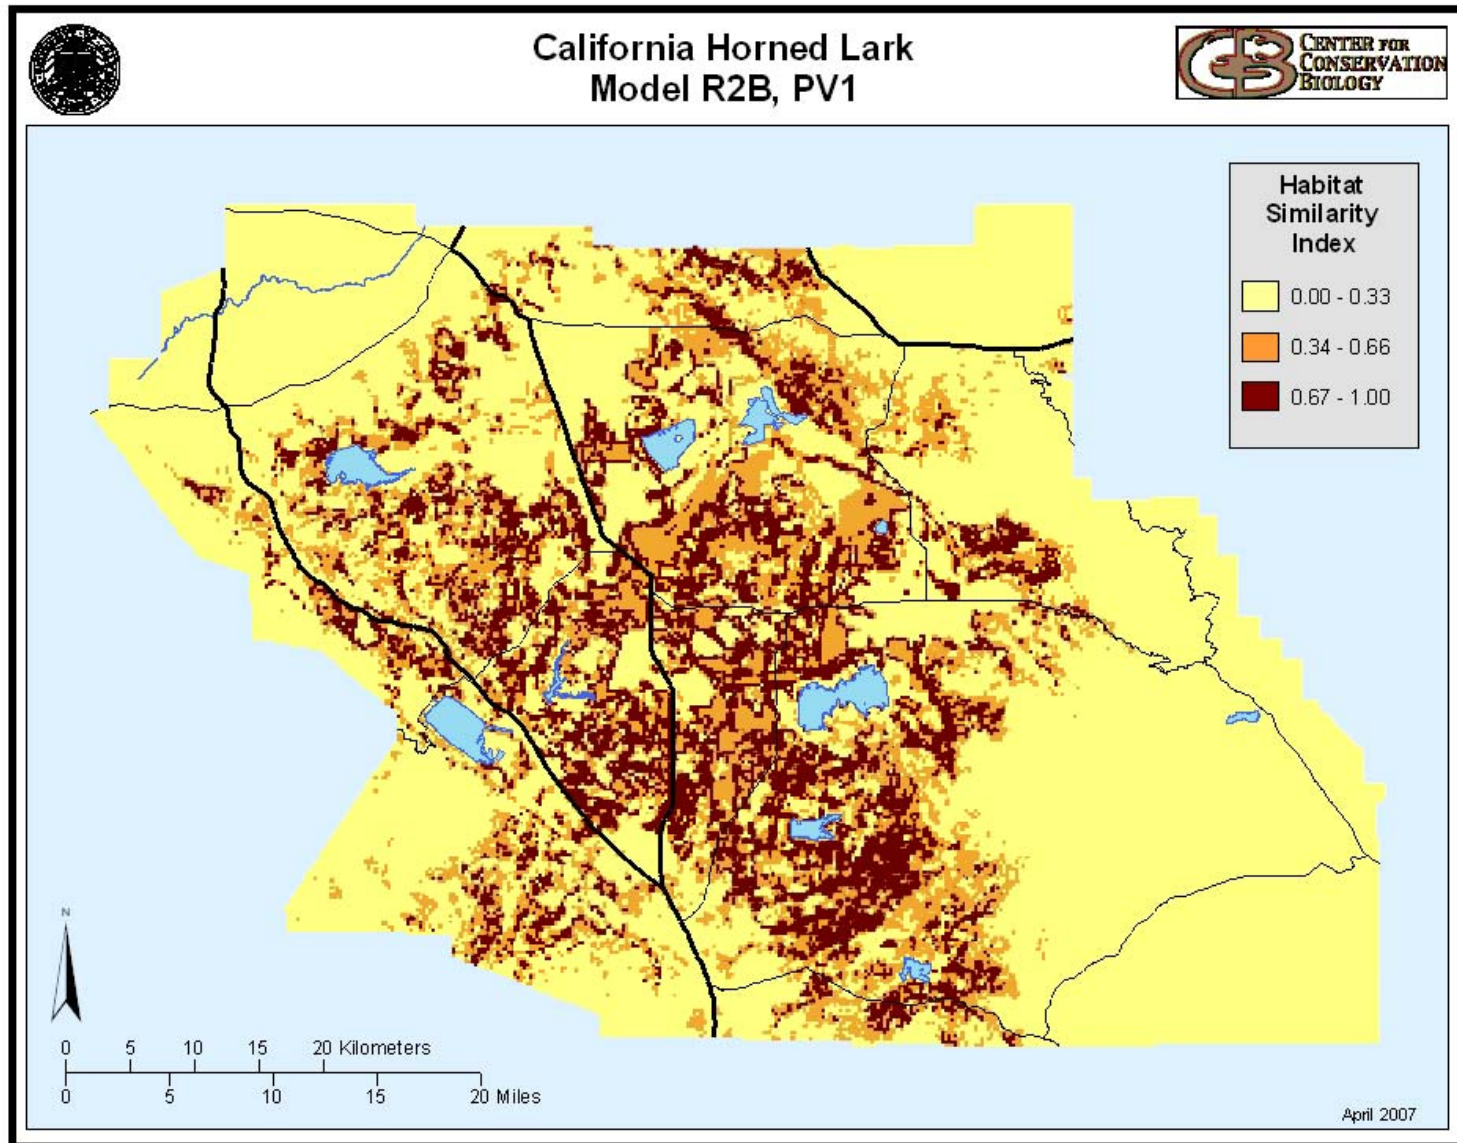 California Horned Lark
Model R2B, PV1
CENTER FOR
CONSERVATION
BIOLOGY
Habitat
Similarity
Index
0.00 - 0.33
0.34 - 0.66
0.67 - 1.00
N
0 5 10 15 20 Kilometers
0 5 10 15 20 Miles
April 2007